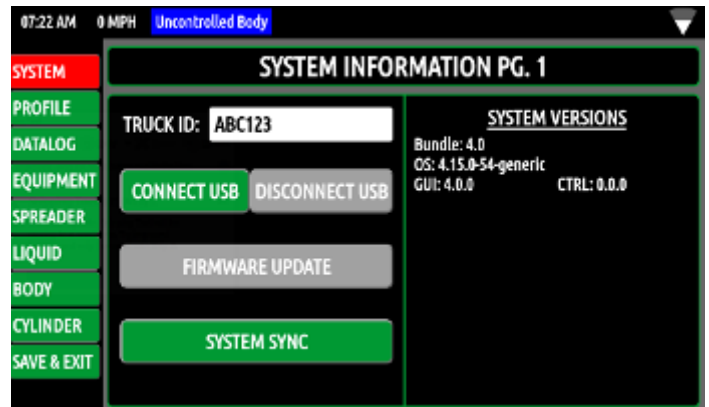 07:22 AM 0 MPH Uncontrolled Body
SYSTEM
PROFILE
DATALOG
EQUIPMENT
SPREADER
LIQUID
BODY
CYLINDER
SAVE & EXIT
SYSTEM INFORMATION PG. 1
TRUCK ID: ABC123
CONNECT USB DISCONNECT USB
FIRMWARE UPDATE
SYSTEM SYNC
SYSTEM VERSIONS
Bundle: 4.0
OS: 4.15.0-54-generic
GUI: 4.0.0 CTRL: 0.0.0